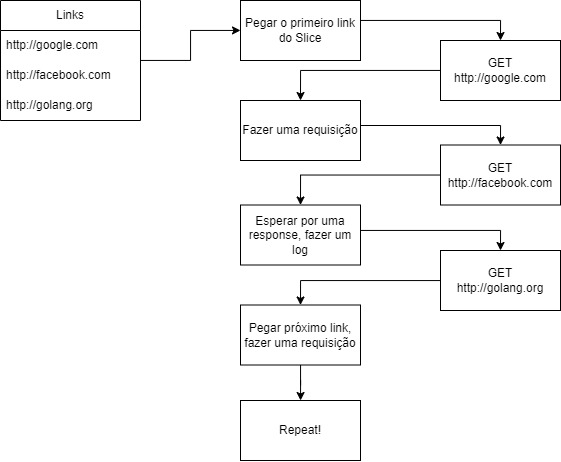 Links
http://google.com
http://facebook.com
http://golang.org
Pegar o primeiro link
do Slice
GET
http://google.com
Fazer uma requisição
GET
http://facebook.com
Esperar por uma
response, fazer um
log
GET
http://golang.org
Pegar próximo link,
fazer uma requisição
Repeat!